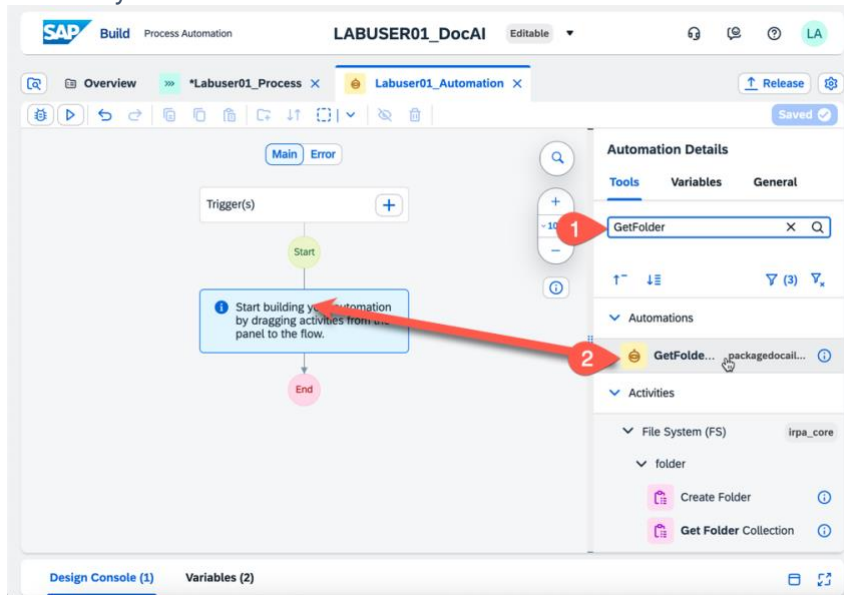 SAP Build Process Automation LABUSER01_DocAI Editable LA
Overview *Labuser01_Process Labuser01_Automation Release
Saved
Main Error
Trigger(s)
Start
Start building
automation
by dragging activities from the
panel to the flow.
End
Automation Details
Tools Variables General
1 GetFolder
(3)
Automations
2 GetFolde... packagedocail...
Activities
File System (FS) irpa_core
folder
Create Folder
Get Folder Collection
Design Console (1) Variables (2)